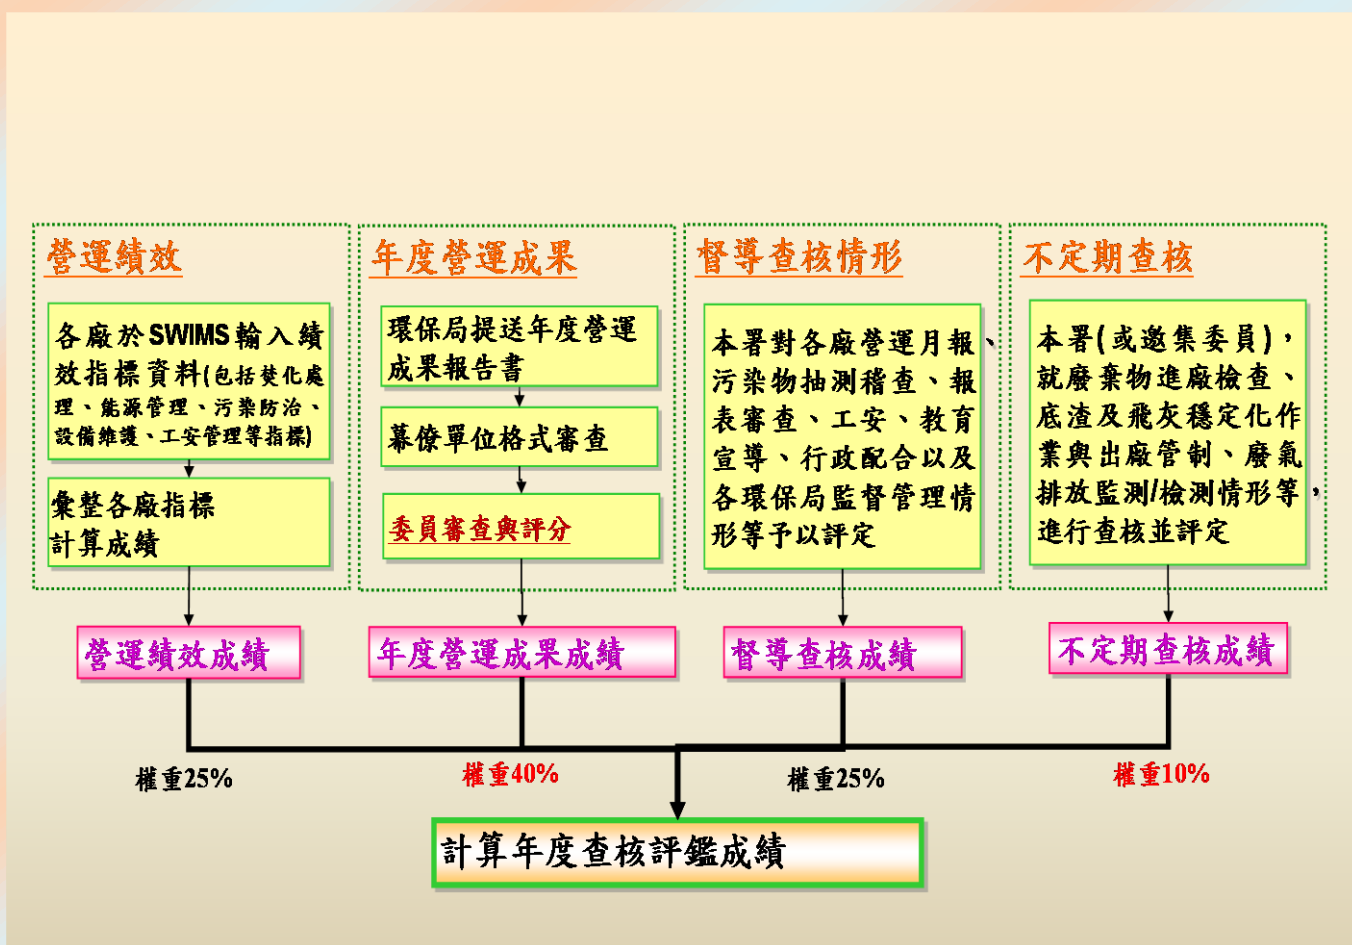 營運績效
各廠於SWIMS輸入績
效指標資料(包括焚化處
理、能源管理、污染防治、
設備維護、工安管理等指標)
彙整各廠指標
計算成績
營運績效成績
權重25%
年度營運成果
環保局提送年度營運
成果報告書
幕僚單位格式審查
委員審查與評分
年度營運成果成績
權重40%
督導查核情形
本署對各廠營運月報、
污染物抽測稽查、報
表審查、工安、教育
宣導、行政配合以及
各環保局監督管理情
形等予以評定
督導查核成績
權重25%
不定期查核
本署(或邀集委員)，
就廢棄物進廠檢查、
底渣及飛灰穩定化作
業與出廠管制、廢氣
排放監測/檢測情形等，
進行查核並評定
不定期查核成績
權重10%
計算年度查核評鑑成績